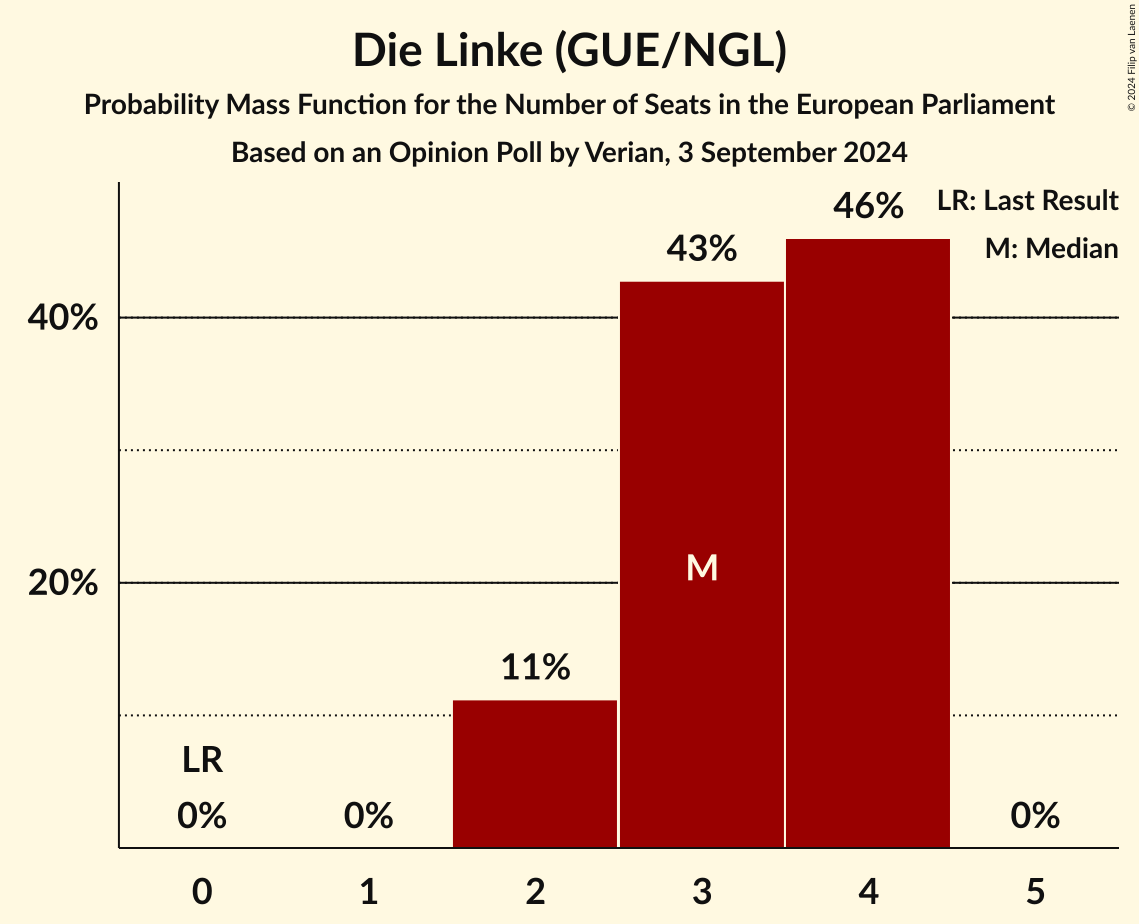 Die Linke (GUE/NGL)
Probability Mass Function for the Number of Seats in the European Parliament
Based on an Opinion Poll by Verian, 3 September 2024
© 2024 Filip van Laenen
LR: Last Result
M: Median
46%
43%
40%
M
20%
11%
LR
0%
0%
0%
0
1
2
3
4
5